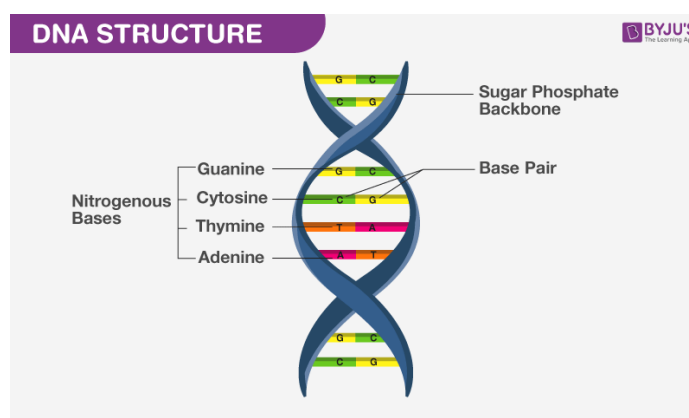 DNA STRUCTURE
BYJU'S
The Learning Ap
G C
C G
Sugar Phosphate
Backbone
Guanine
G C
Base Pair
Nitrogenous
Bases
Cytosine
C G
Thymine
T A
Adenine
A T
G C
C G